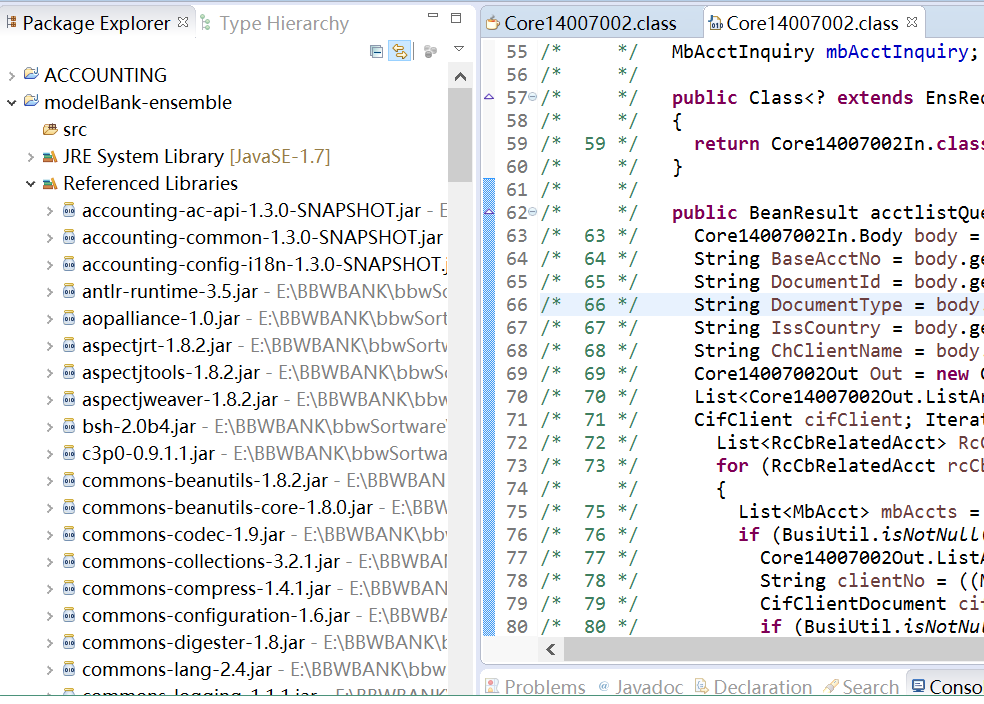 Package Explorer
Type Hierarchy
ACCOUNTING
modelBank-ensemble
src
JRE System Library [JavaSE-1.7]
Referenced Libraries
accounting-ac-api-1.3.0-SNAPSHOT.jar - E
accounting-common-1.3.0-SNAPSHOT.jar
accounting-config-i18n-1.3.0-SNAPSHOT.j
antlr-runtime-3.5.jar - E:\BBWBANK\bbwSo
aopalliance-1.0.jar - E:\BBWBANK\bbwSort
aspectjrt-1.8.2.jar - E:\BBWBANK\bbwSortw
aspectjtools-1.8.2.jar - E:\BBWBANK\bbwSo
aspectjweaver-1.8.2.jar - E:\BBWBANK\bbw
bsh-2.0b4.jar - E:\BBWBANK\bbwSortware
c3p0-0.9.1.1.jar - E:\BBWBANK\bbwSortwa
commons-beanutils-1.8.2.jar - E:\BBWBAN
commons-beanutils-core-1.8.0.jar - E:\BBW
commons-codec-1.9.jar - E:\BBWBANK\bbw
commons-collections-3.2.1.jar - E:\BBWBAN
commons-compress-1.4.1.jar - E:\BBWBANK
commons-configuration-1.6.jar - E:\BBWBA
commons-digester-1.8.jar - E:\BBWBANK\b
commons-lang-2.4.jar - E:\BBWBANK\bbw
commons-logging-1.1.1.jar - E:\BBWBANK\
Core14007002.class
Core14007002.class
55 /*      */   MbAcctInquiry mbAcctInquiry;
56 /*      */
57 /*      */   public Class<? extends EnsRec
58 /*      */   {
59 /*   59 */     return Core14007002In.class
60 /*      */   }
61 /*      */
62 /*      */   public BeanResult acctlistQue
63 /*   63 */     Core14007002In.Body body =
64 /*   64 */     String BaseAcctNo = body.ge
65 /*   65 */     String DocumentId = body.ge
66 /*   66 */     String DocumentType = body
67 /*   67 */     String IssCountry = body.ge
68 /*   68 */     String ChClientName = body
69 /*   69 */     Core14007002Out Out = new C
70 /*   70 */     List<Core14007002Out.ListAr
71 /*   71 */     CifClient cifClient; Iterat
72 /*   72 */       List<RcCbRelatedAcct> RcC
73 /*   73 */       for (RcCbRelatedAcct rcCb
74 /*      */       {
75 /*   75 */         List<MbAcct> mbAccts =
76 /*   76 */         if (BusiUtil.isNotNull(
77 /*   77 */           Core14007002Out.ListA
78 /*   78 */           String clientNo = ((M
79 /*   79 */           CifClientDocument cif
80 /*   80 */           if (BusiUtil.isNotNul
Problems
@ Javadoc
Declaration
Search
Conso